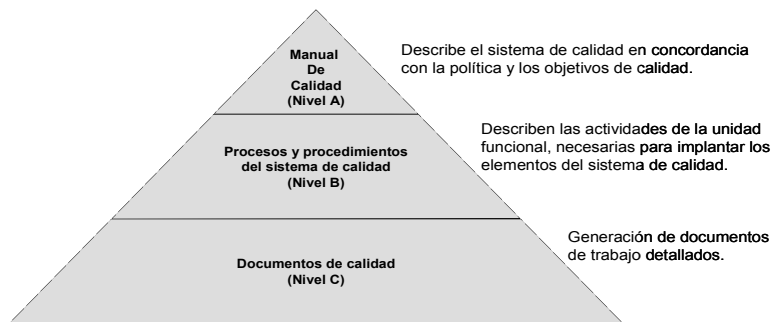 Manual
De
Calidad
(Nivel A)
Describe el sistema de calidad en concordancia
con la política y los objetivos de calidad.
Procesos y procedimientos
del sistema de calidad
(Nivel B)
Describen las actividades de la unidad
funcional, necesarias para implantar los
elementos del sistema de calidad.
Documentos de calidad
(Nivel C)
Generación de documentos
de trabajo detallados.